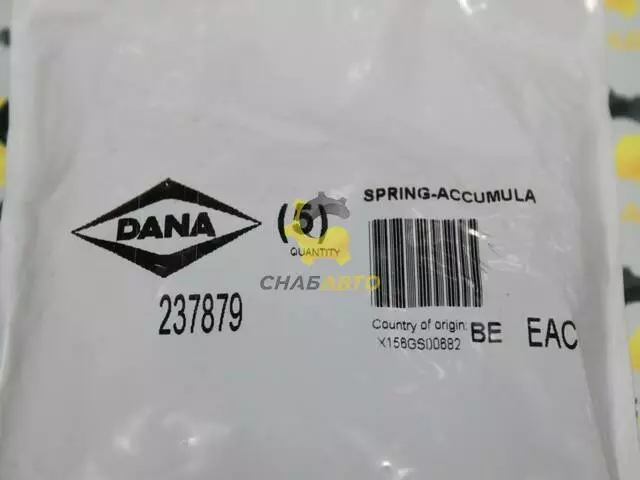 DANA
237879
(5)
QUANTITY
SPRING-ACCUMULA
СНАБАВТО
Country of origin: BE EAC
X156GS00682